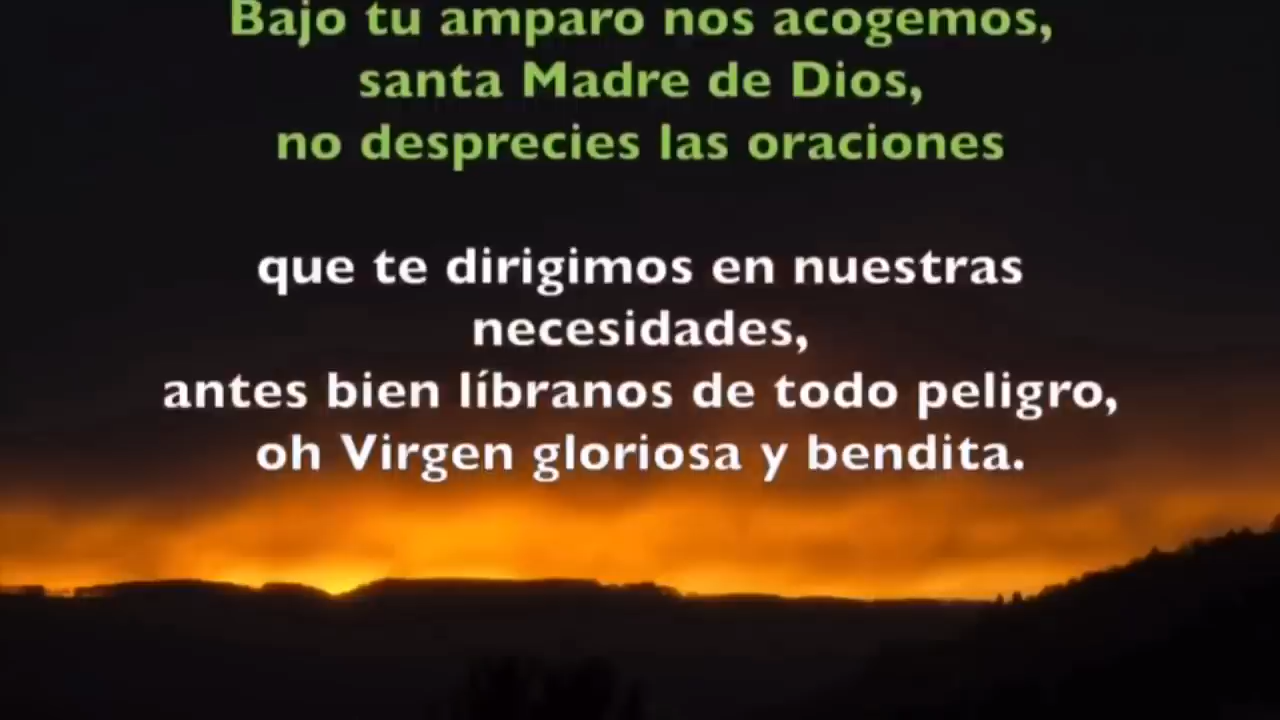 Bajo tu amparo nos acogemos,
santa Madre de Dios,
no desprecies las oraciones
que te dirigimos en nuestras
necesidades,
antes bien líbranos de todo peligro,
oh Virgen gloriosa y bendita.